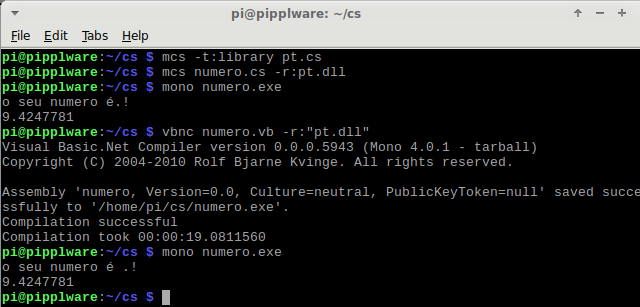 pi@pipplware: ~/cs
File Edit Tabs Help
pi@pipplware:~/cs $ mcs -t:library pt.cs
pi@pipplware:~/cs $ mcs numero.cs -r:pt.dll
pi@pipplware:~/cs $ mono numero.exe
o seu numero é.!
9.4247781
pi@pipplware:~/cs $ vbnc numero.vb -r:"pt.dll"
Visual Basic.Net Compiler version 0.0.0.5943 (Mono 4.0.1 - tarball)
Copyright (C) 2004-2010 Rolf Bjarne Kvinge. All rights reserved.

Assembly 'numero, Version=0.0, Culture=neutral, PublicKeyToken=null' saved succe
ssfully to '/home/pi/cs/numero.exe'.
Compilation successful
Compilation took 00:00:19.0811560
pi@pipplware:~/cs $ mono numero.exe
o seu numero é .!
9.4247781
pi@pipplware:~/cs $